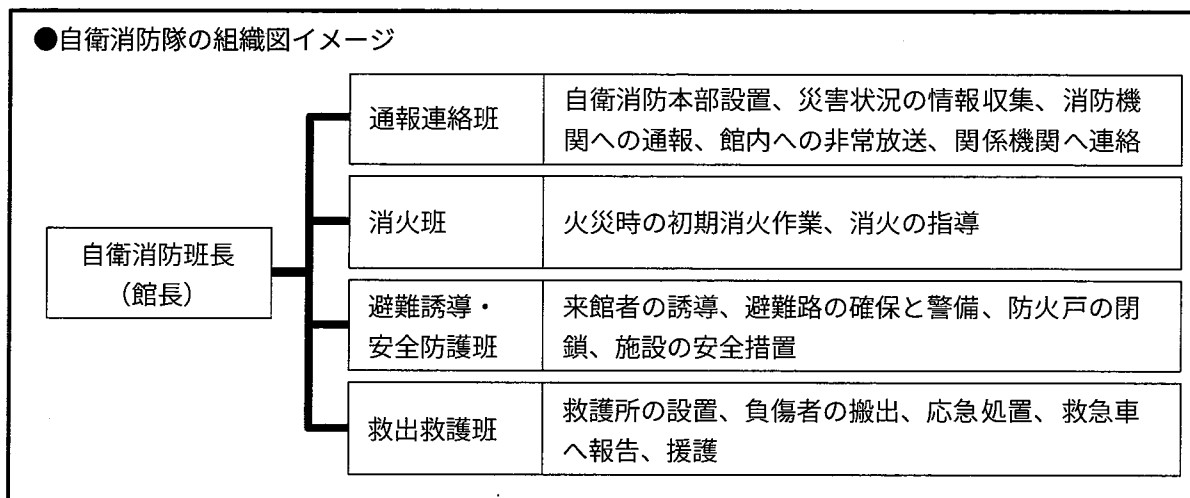 ●自衛消防隊の組織図イメージ
自衛消防班長
（館長）
通報連絡班
自衛消防本部設置、災害状況の情報収集、消防機
関への通報、館内への非常放送、関係機関へ連絡
消火班
火災時の初期消火作業、消火の指導
避難誘導・
安全防護班
来館者の誘導、避難路の確保と警備、防火戸の閉
鎖、施設の安全措置
救出救護班
救護所の設置、負傷者の搬出、応急処置、救急車
へ報告、援護